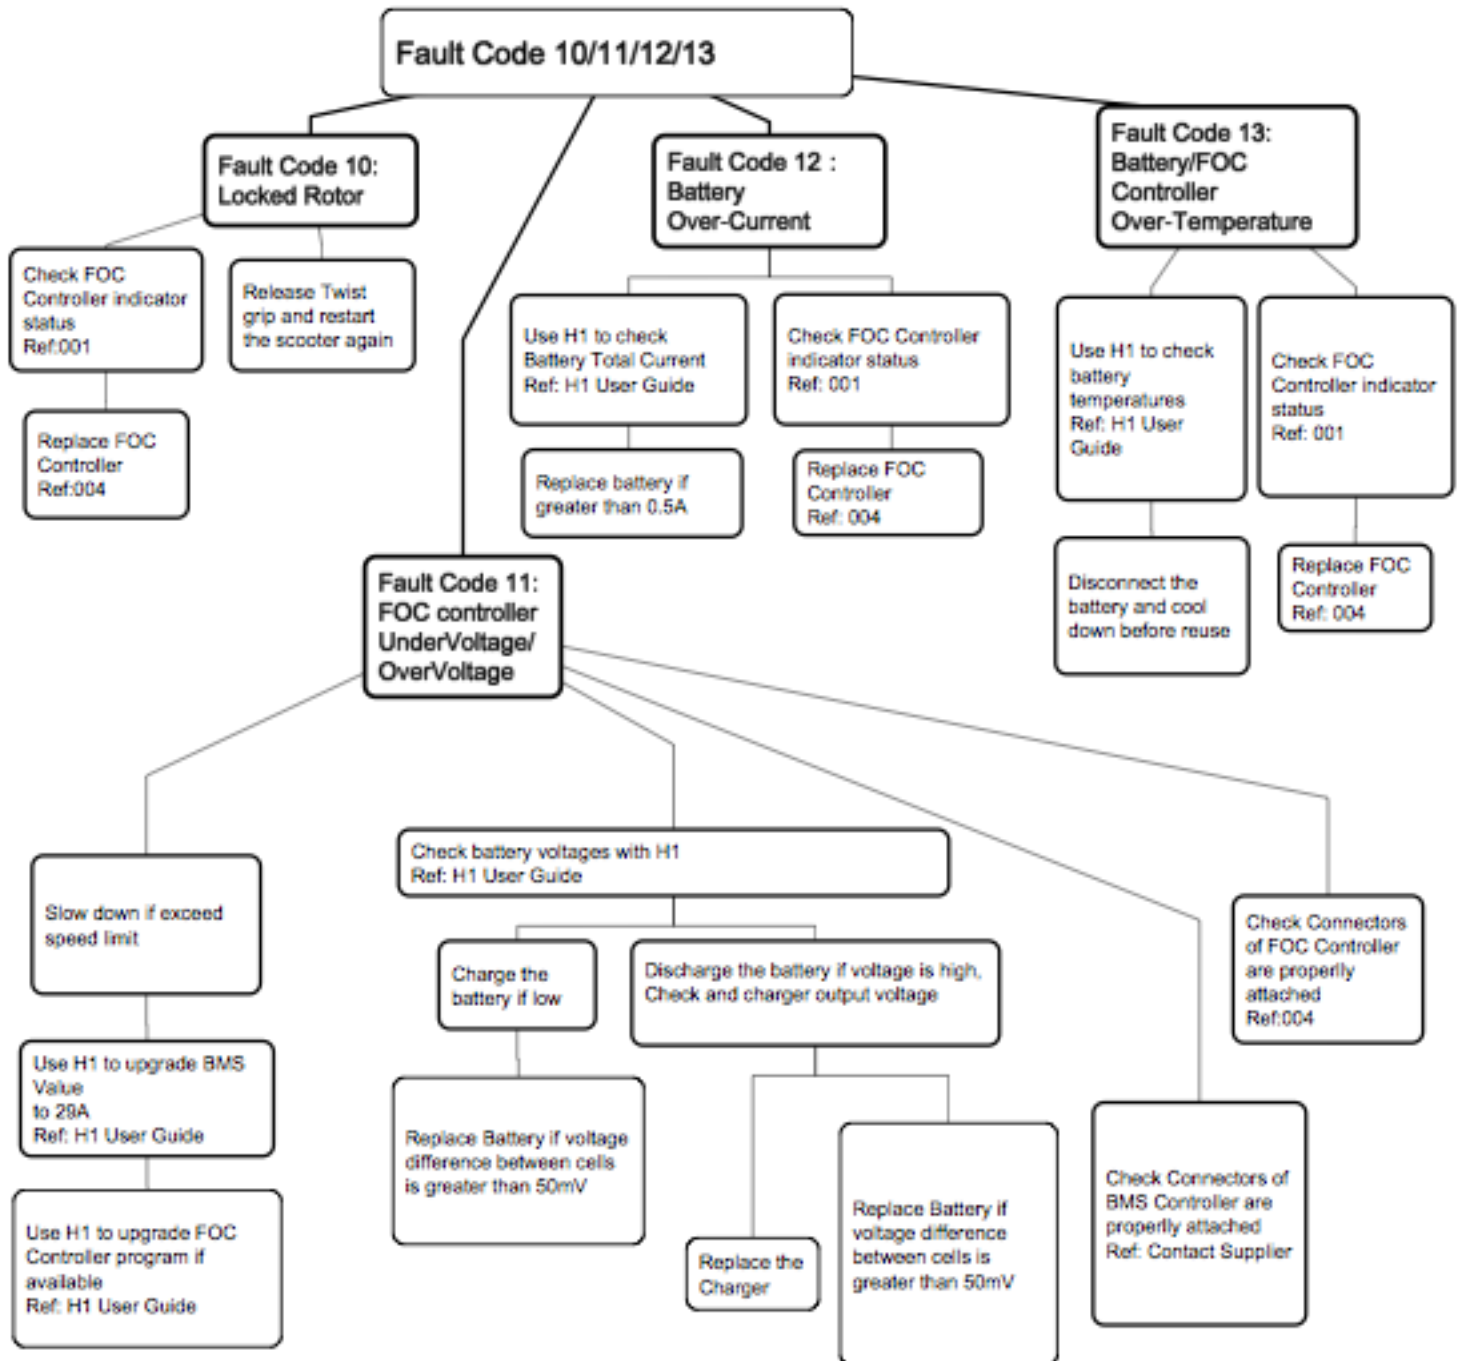 Fault Code 10/11/12/13
Fault Code 10:
Locked Rotor
Check FOC
Controller indicator
status
Ref:001
Replace FOC
Controller
Ref:004
Release Twist
grip and restart
the scooter again
Fault Code 12 :
Battery
Over-Current
Use H1 to check
Battery Total Current
Ref: H1 User Guide
Replace battery if
greater than 0.5A
Check FOC Controller
indicator status
Ref: 001
Replace FOC
Controller
Ref: 004
Fault Code 13:
Battery/FOC
Controller
Over-Temperature
Use H1 to check
battery
temperatures
Ref: H1 User
Guide
Disconnect the
battery and cool
down before reuse
Check FOC
Controller indicator
status
Ref: 001
Replace FOC
Controller
Ref: 004
Fault Code 11:
FOC controller
UnderVoltage/
OverVoltage
Slow down if exceed
speed limit
Use H1 to upgrade BMS
Value
to 29A
Ref: H1 User Guide
Use H1 to upgrade FOC
Controller program if
available
Ref: H1 User Guide
Check battery voltages with H1
Ref: H1 User Guide
Charge the
battery if low
Replace Battery if voltage
difference between cells
is greater than 50mV
Discharge the battery if voltage is high,
Check and charger output voltage
Replace the
Charger
Replace Battery if
voltage difference
between cells is
greater than 50mV
Check Connectors of
BMS Controller are
properlly attached
Ref: Contact Supplier
Check Connectors
of FOC Controller
are properlly
attached
Ref:004